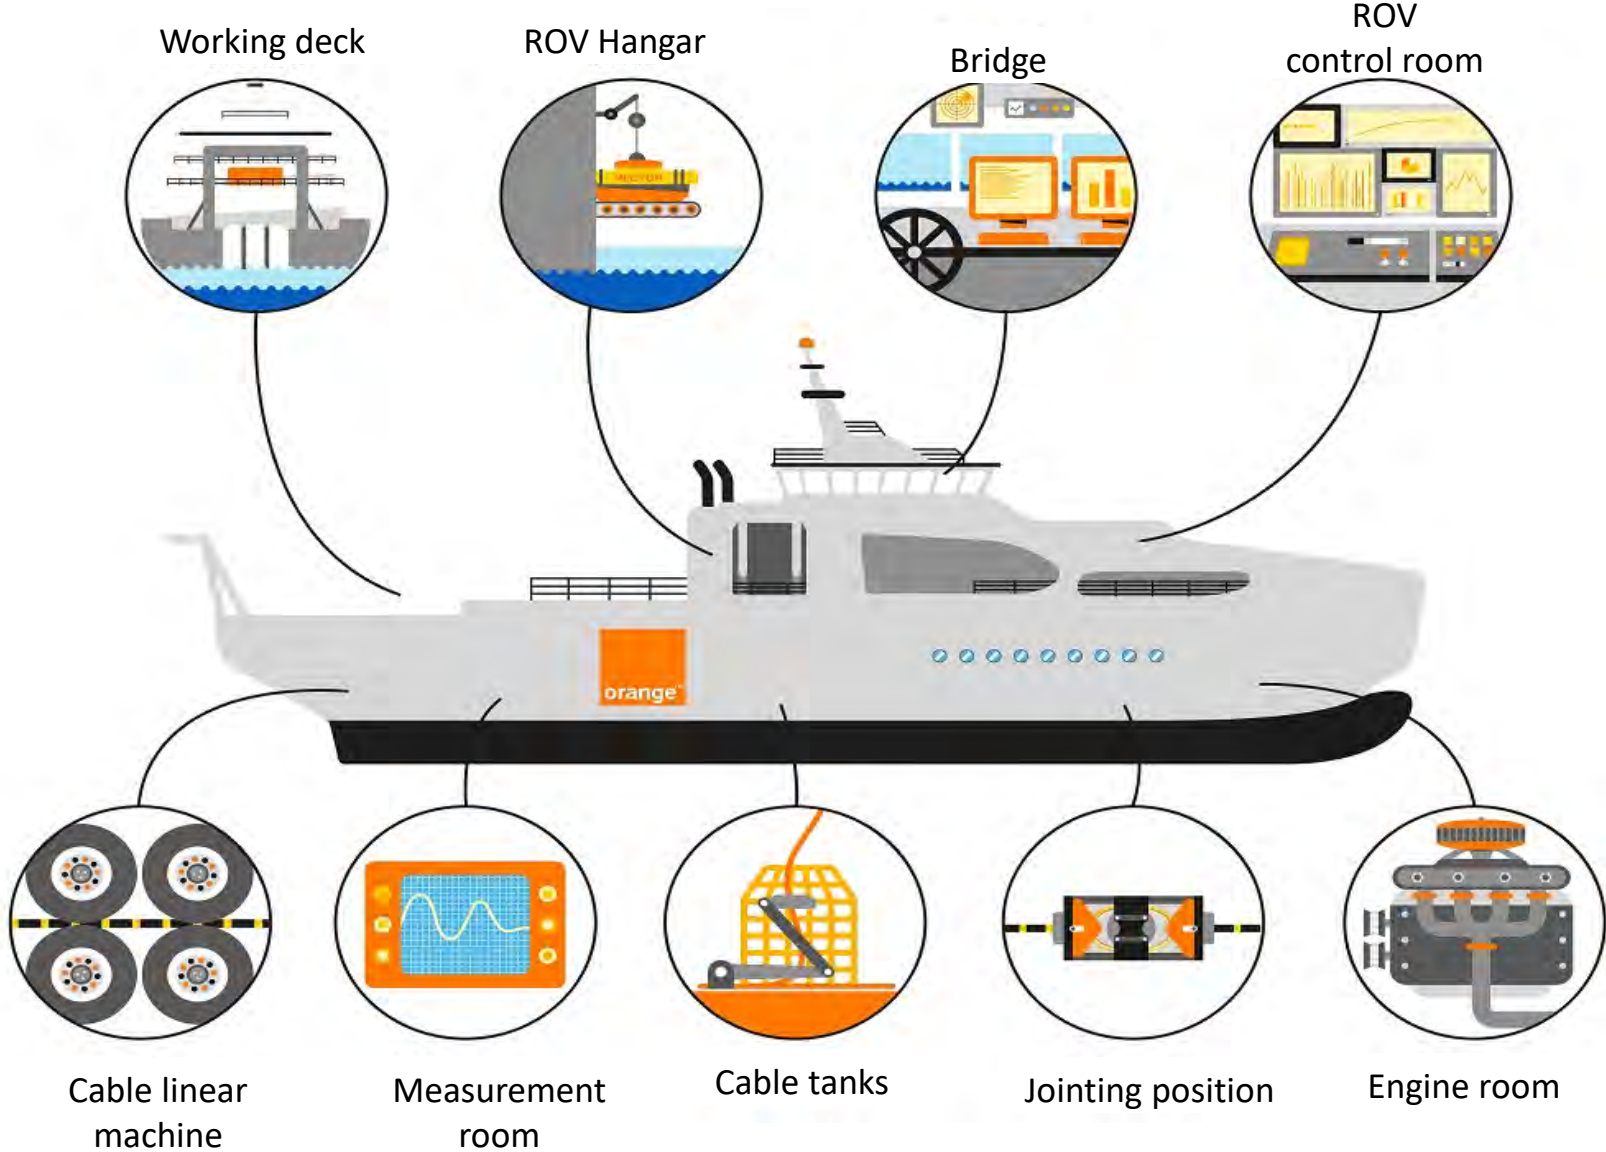 Working deck
ROV Hangar
Bridge
ROV
control room
HECTOR
orange
Cable linear
machine
Measurement
room
Cable tanks
Jointing position
Engine room